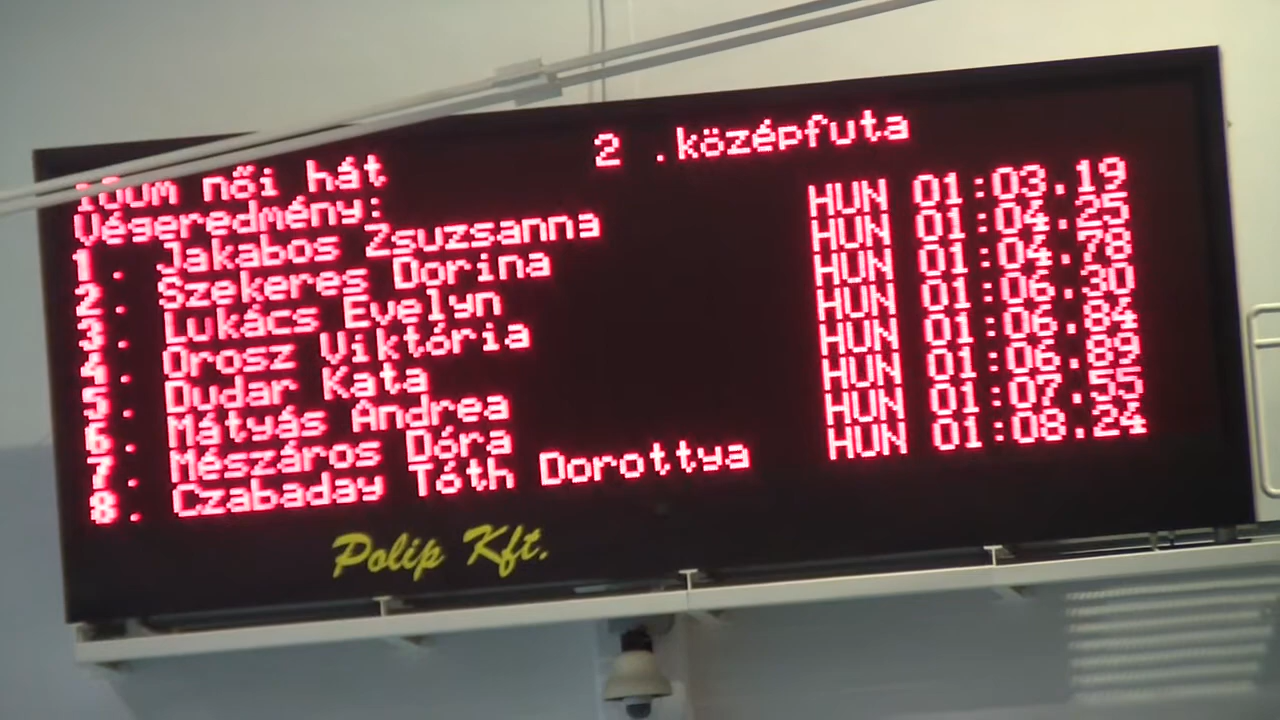 2 .középfuta
100m női hát
Végeredmény:
1. Jakabos Zsuzsanna HUN 01:03.19
2. Szekeres Dorina HUN 01:04.25
3. Lukács Evelyn HUN 01:04.78
4. Orosz Viktória HUN 01:06.30
5. Dudar Kata HUN 01:06.84
6. Mátyás Andrea HUN 01:06.89
7. Mészáros Dóra HUN 01:07.55
8. Czabaday Tóth Dorottya HUN 01:08.24
Polip Kft.